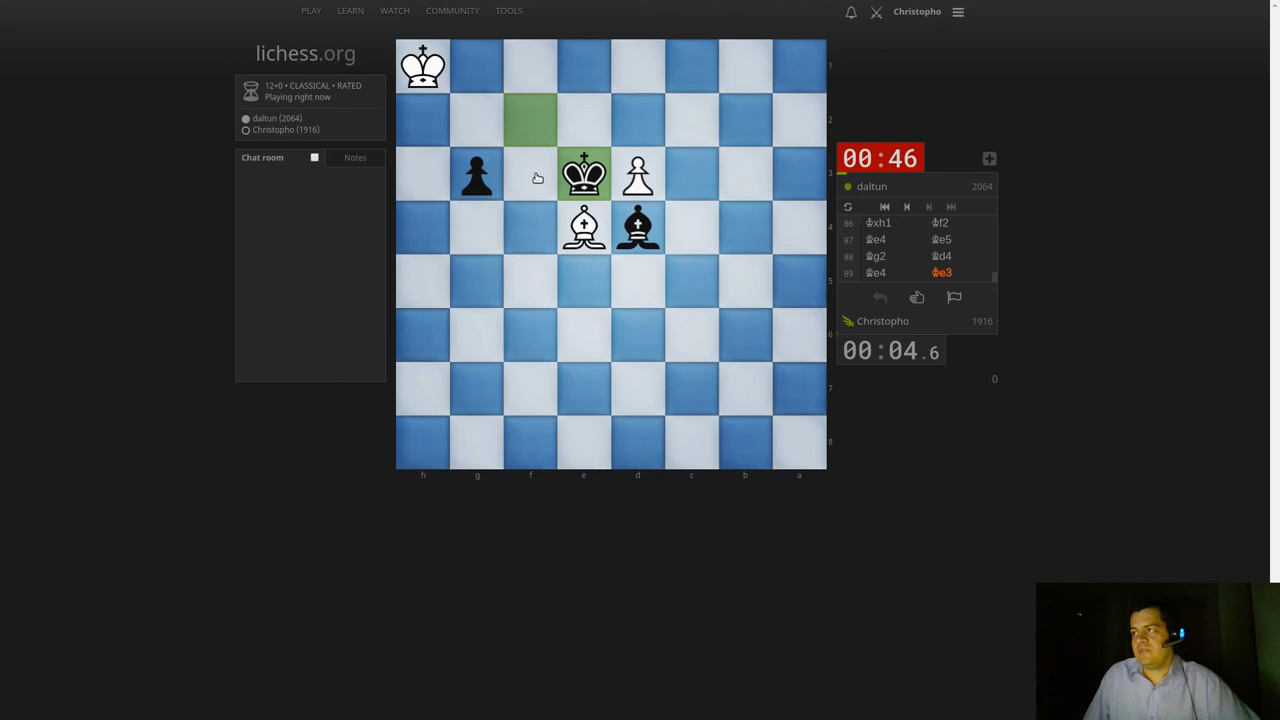 PLAY LEARN WATCH COMMUNITY TOOLS Christopho
lichess.org
12+0 • CLASSICAL • RATED
Playing right now
daltun (2064)
Christopho (1916)
Chat room Notes
1
2
3
4
5
6
7
8
h g f e d c b a
00:46
daltun 2064
86 ♔xh1 ♔f2
87 ♗e4 ♗e5
88 ♗g2 ♗d4
89 ♗e4 ♔e3
Christopho 1916
00:04.6
0